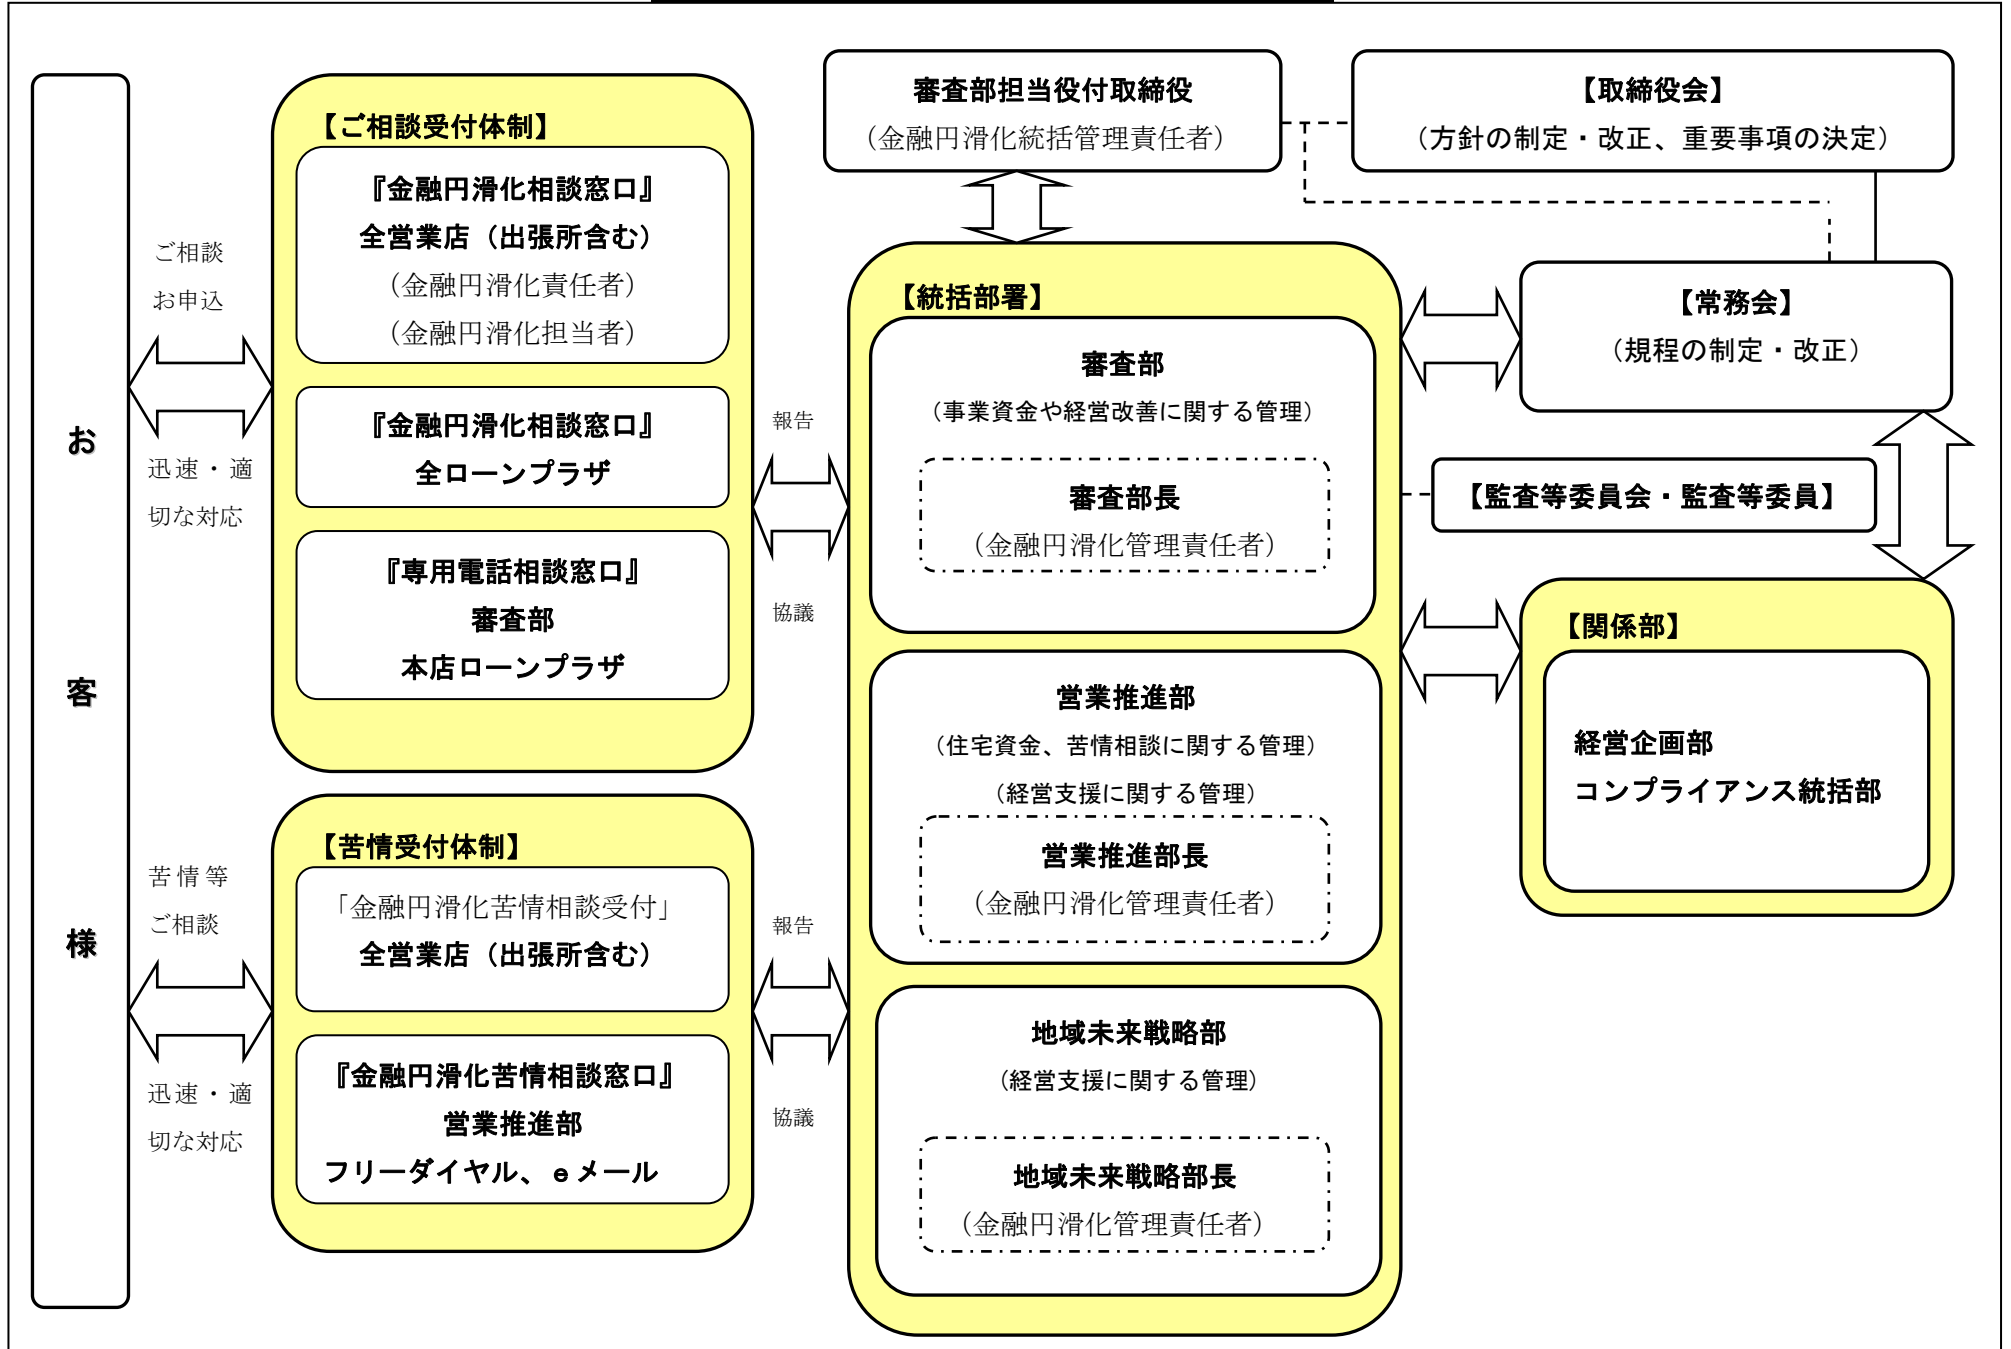 お
客
様
ご相談
お申込
迅速・適
切な対応
苦情等
ご相談
迅速・適
切な対応
【ご相談受付体制】
『金融円滑化相談窓口』
全営業店（出張所含む）
（金融円滑化責任者）
（金融円滑化担当者）
『金融円滑化相談窓口』
全ローンプラザ
『専用電話相談窓口』
審査部
本店ローンプラザ
【苦情受付体制】
「金融円滑化苦情相談受付」
全営業店（出張所含む）
『金融円滑化苦情相談窓口』
営業推進部
フリーダイヤル、eメール
報告
協議
報告
協議
審査部担当役付取締役
（金融円滑化統括管理責任者）
【統括部署】
審査部
（事業資金や経営改善に関する管理）
審査部長
（金融円滑化管理責任者）
営業推進部
（住宅資金、苦情相談に関する管理）
（経営支援に関する管理）
営業推進部長
（金融円滑化管理責任者）
地域未来戦略部
（経営支援に関する管理）
地域未来戦略部長
（金融円滑化管理責任者）
【取締役会】
（方針の制定・改正、重要事項の決定）
【常務会】
（規程の制定・改正）
【監査等委員会・監査等委員】
【関係部】
経営企画部
コンプライアンス統括部